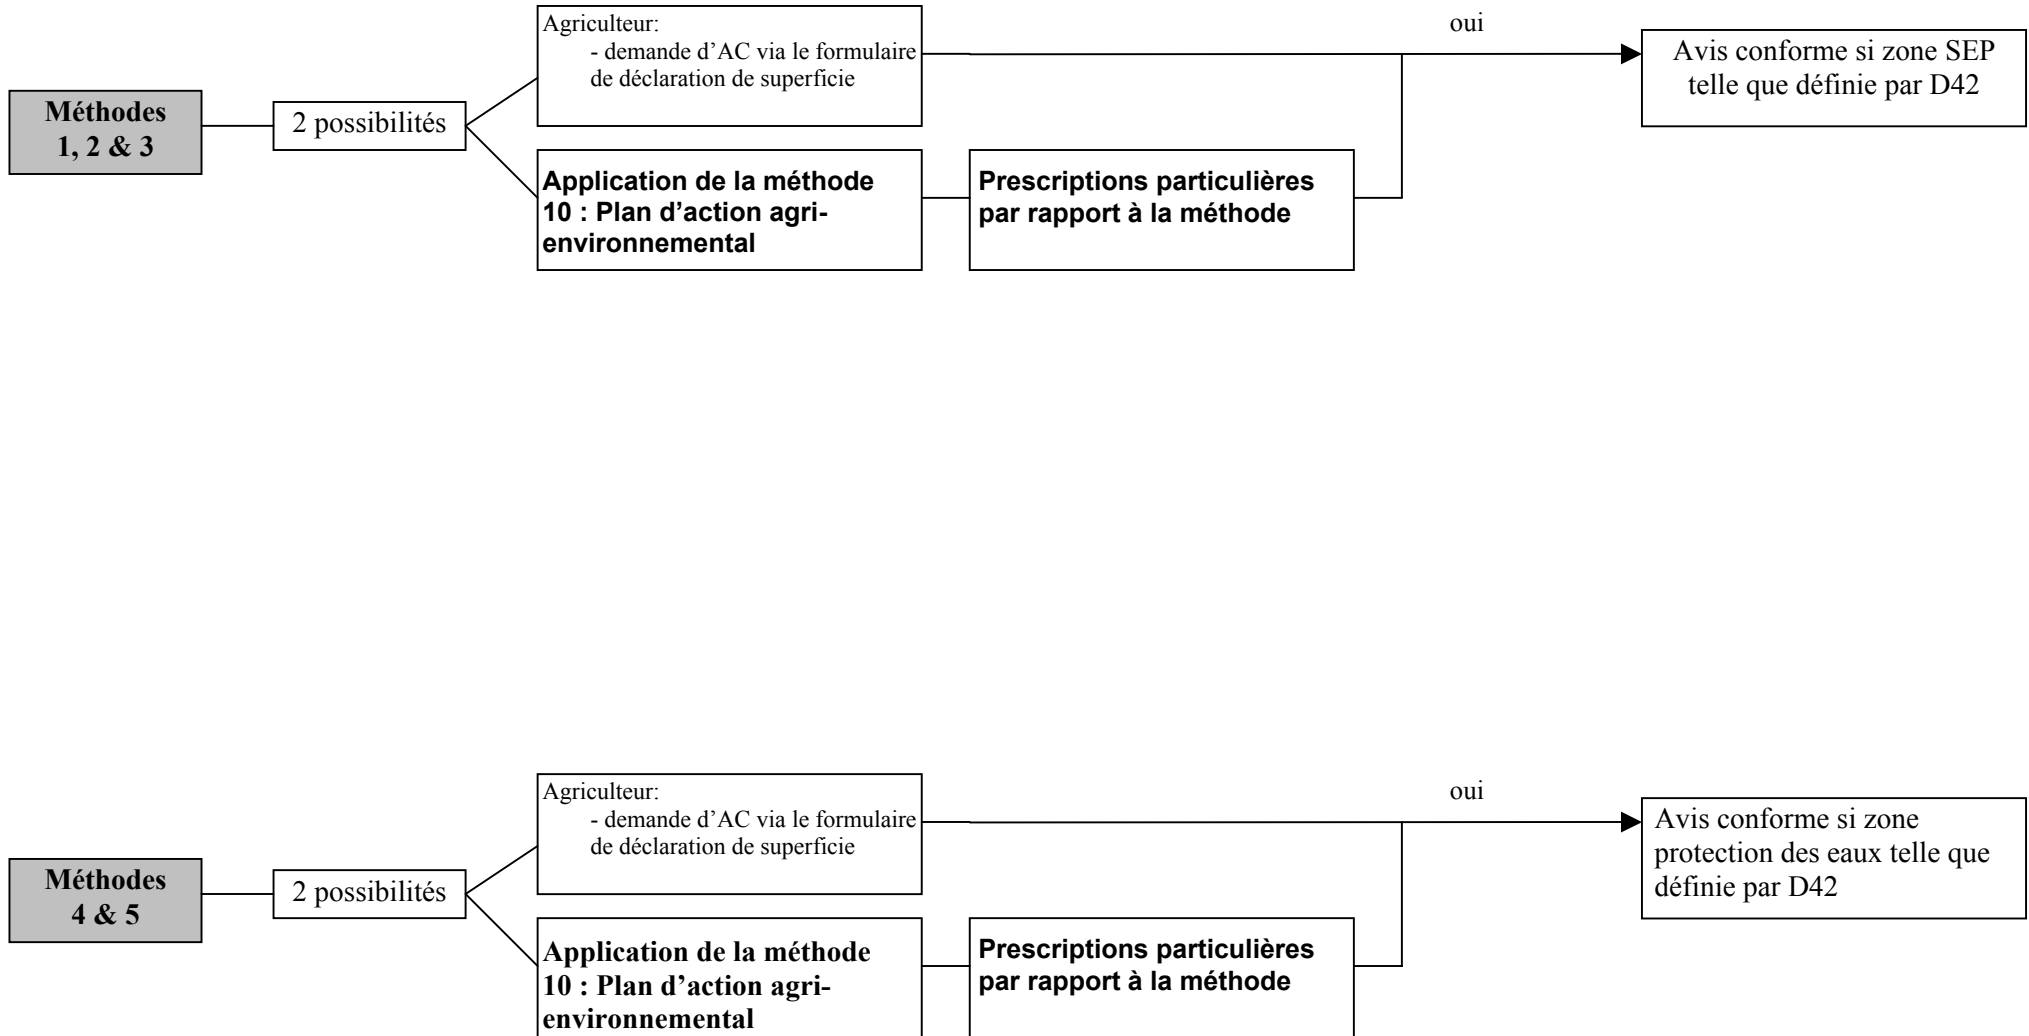 Méthodes
1, 2 & 3
2 possibilités
Agriculteur:
- demande d’AC via le formulaire
de déclaration de superficie
Application de la méthode
10 : Plan d’action agri-
environnemental
Prescriptions particulières
par rapport à la méthode
oui
Avis conforme si zone SEP
telle que définie par D42
Méthodes
4 & 5
2 possibilités
Agriculteur:
- demande d’AC via le formulaire
de déclaration de superficie
Application de la méthode
10 : Plan d’action agri-
environnemental
Prescriptions particulières
par rapport à la méthode
oui
Avis conforme si zone
protection des eaux telle que
définie par D42